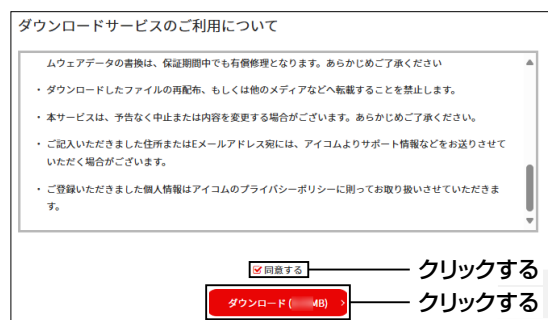 ダウンロードサービスのご利用について
ムウェアデータの書換は、保証期間中でも有償修理となります。あらかじめご了承ください
・ ダウンロードしたファイルの再配布、もしくは他のメディアなどへ転載することを禁止します。
・ 本サービスは、予告なく中止または内容を変更する場合がございます。あらかじめご了承ください。
・ ご記入いただきました住所またはEメールアドレス宛には、アイコムよりサポート情報などをお送りさせて
いただく場合がございます。
・ ご登録いただきました個人情報はアイコムのプライバシーポリシーに則ってお取り扱いさせていただきま
す。
同意する クリックする
ダウンロード ( MB) クリックする